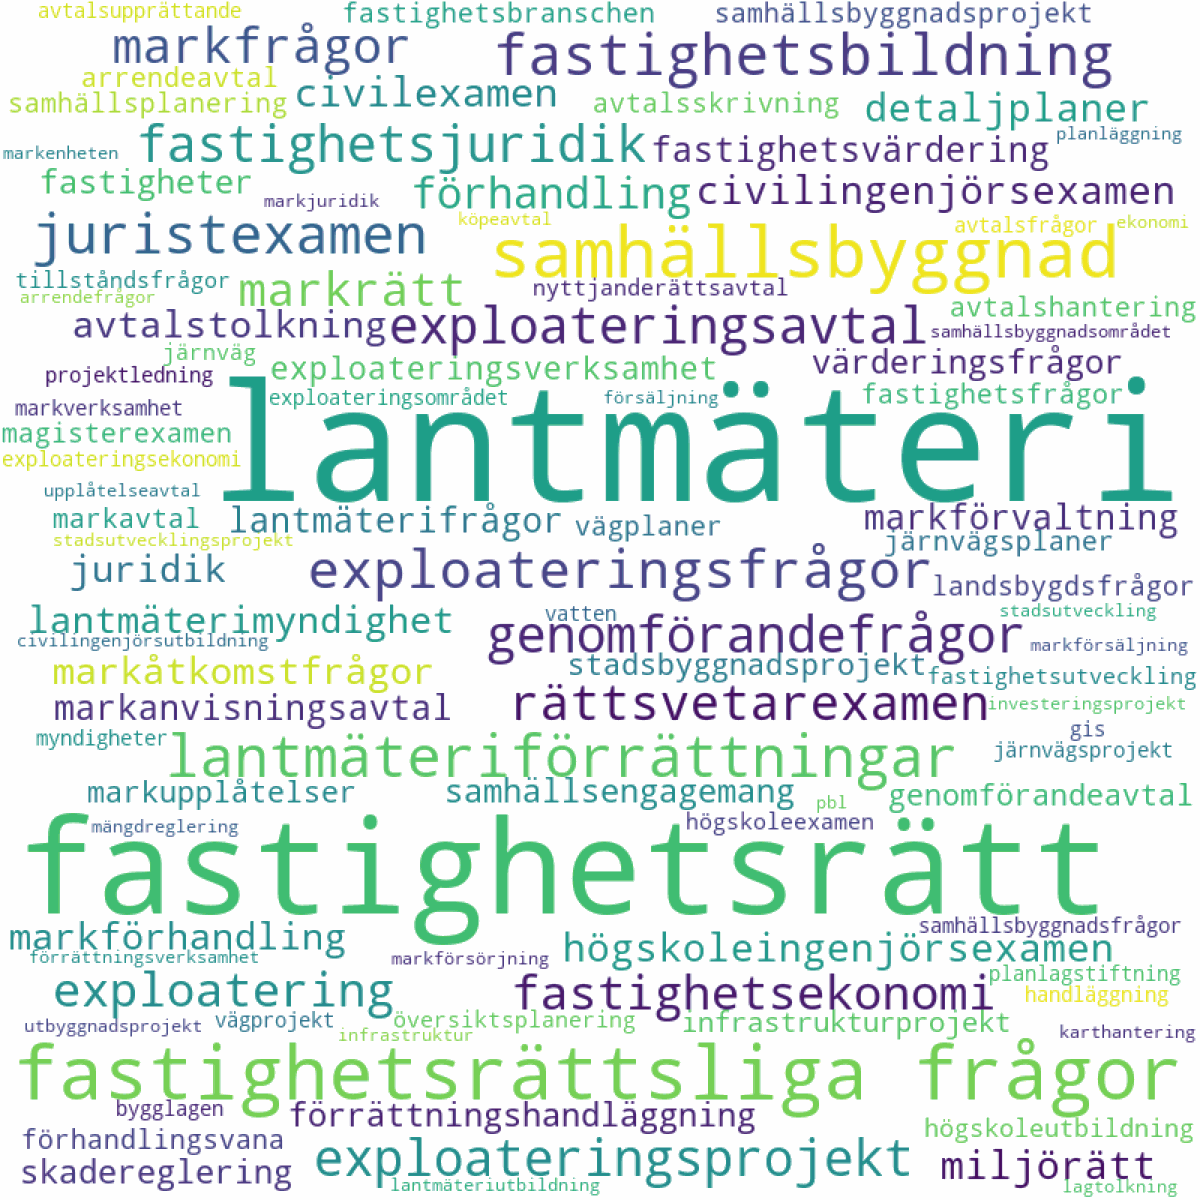 avtalsupprättande
fastighetsbranschen
samhällsbyggnadsprojekt
markfrågor
fastighetsbildning
arrendeavtal
civilexamen
samhällsplanering
avtalsskrivning
detaljplaner
planläggning
fastighetsjuridik
fastighetsvärdering
markenheten
fastigheter
förhandling
civilingenjörsexamen
markjuridik
juristexamen
köpeavtal
avtalsfrågor
ekonomi
samhällsbyggnad
tillståndsfrågor
markrätt
nyttjanderättsavtal
arrendefrågor
avtalshantering
avtalstolkning
exploateringsavtal
samhällsbyggnadsområdet
järnväg
exploateringsverksamhet
värderingsfrågor
projektledning
lantmäteri
exploateringsområdet
försäljning
fastighetsfrågor
markverksamhet
magisterexamen
exploateringsekonomi
upplåtelseavtal
markavtal
lantmäterifrågor
vägplaner
markförvaltning
stadsutvecklingsprojekt
järnvägsplaner
juridik
exploateringsfrågor
landsbygdsfrågor
lantmäterimyndighet
vatten
stadsutveckling
civilingenjörsutbildning
genomförandefrågor
markförsäljning
markåtkomstfrågor
stadsbyggnadsprojekt
fastighetsutveckling
markanvisningsavtal
rättsvetarexamen
investeringsprojekt
myndigheter
lantmäteriförrättningar
gis
järnvägsprojekt
markupplåtelser
samhällsengagemang
pbl
genomförandeavtal
mängdreglering
högskoleexamen
fastighetsrätt
markförhandling
samhällsbyggnadsfrågor
förrättningsverksamhet
markförsörjning
högskoleingenjörsexamen
planlagstiftning
exploatering
fastighetsekonomi
handläggning
utbyggnadsprojekt
vägprojekt
översiktsplanering
infrastrukturprojekt
infrastruktur
karthantering
fastighetsrättsliga frågor
bygglagen
förrättningshandläggning
förhandlingsvana
högskoleutbildning
skadereglering
exploateringsprojekt
miljörätt
lantmäteriutbildning
lagtolkning